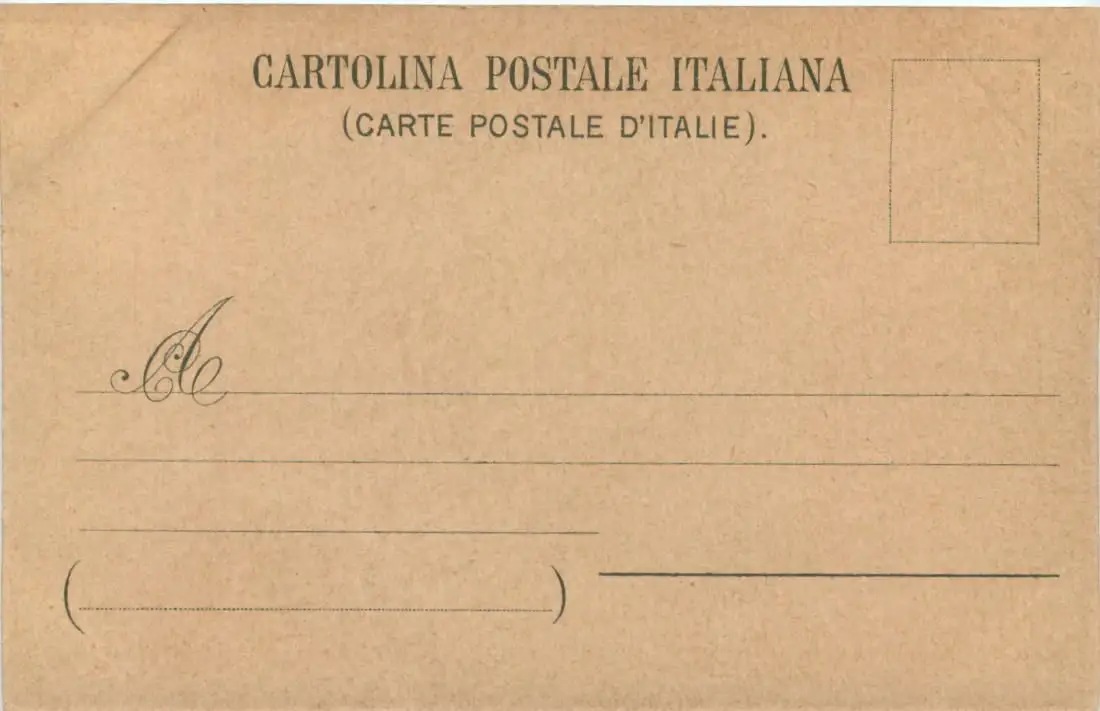 CARTOLINA POSTALE ITALIANA
(CARTE POSTALE D'ITALIE).
A
( )